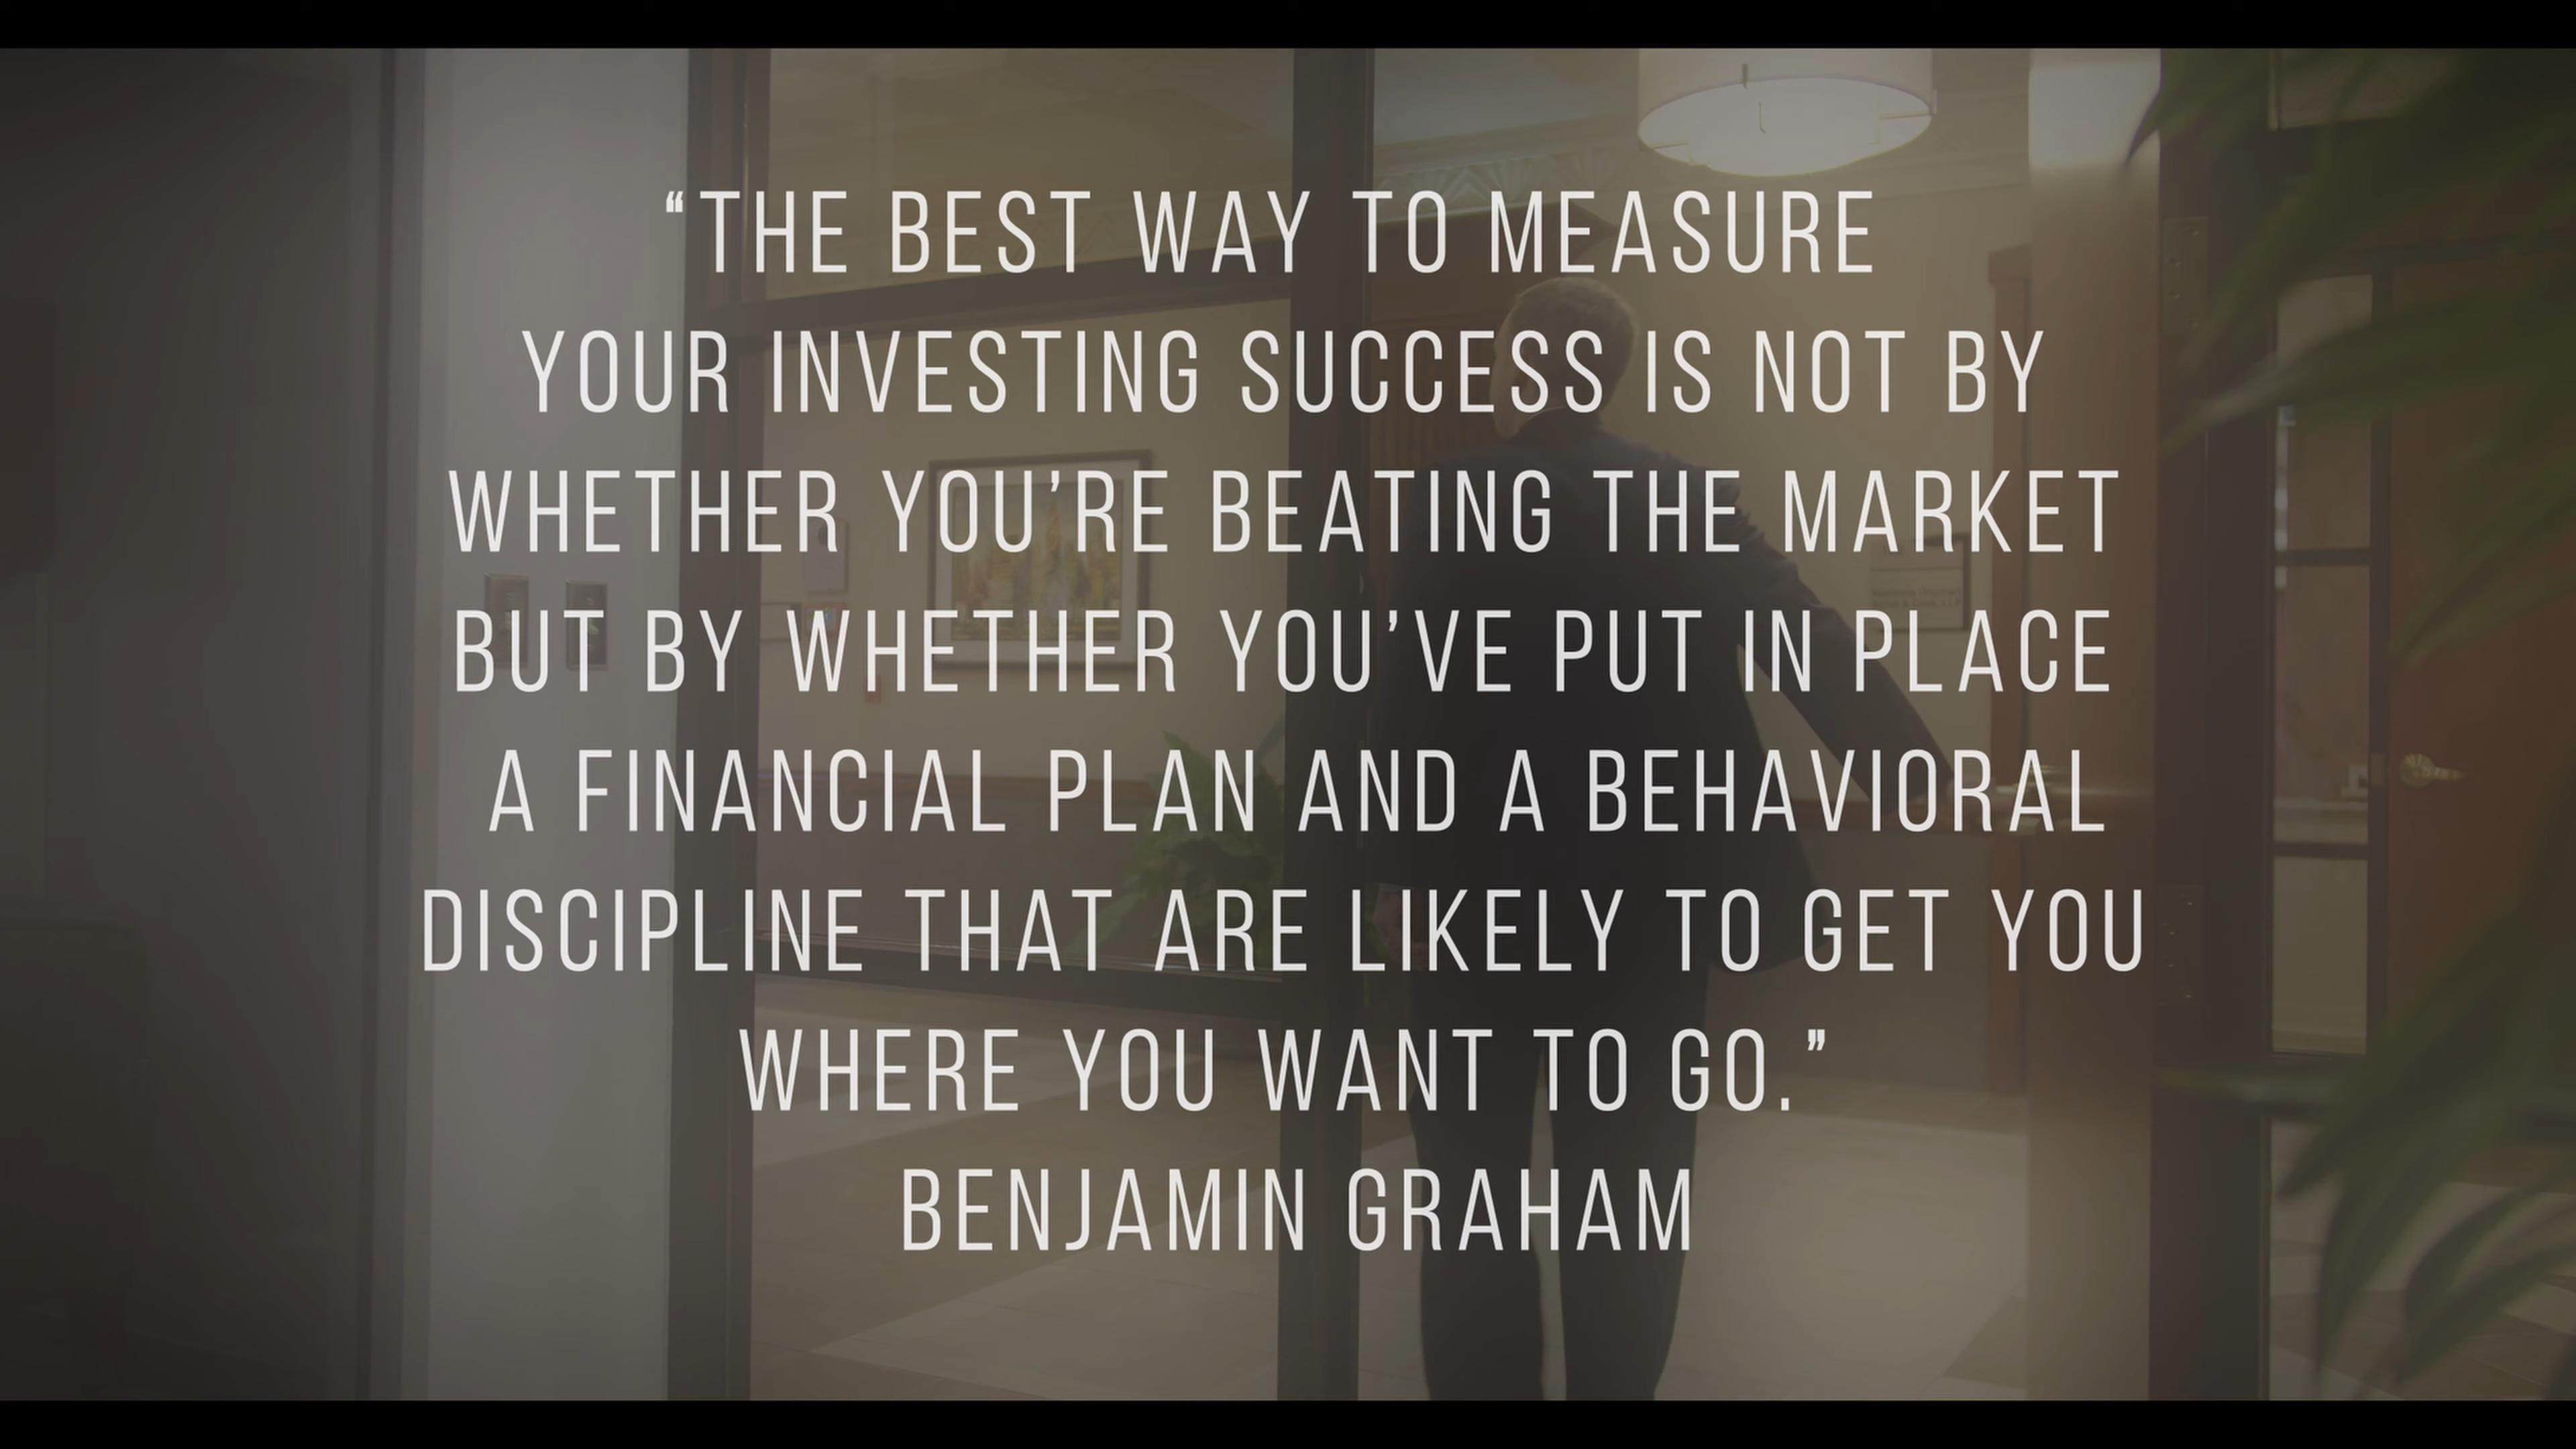 “THE BEST WAY TO MEASURE
YOUR INVESTING SUCCESS IS NOT BY
WHETHER YOU’RE BEATING THE MARKET
BUT BY WHETHER YOU’VE PUT IN PLACE
A FINANCIAL PLAN AND A BEHAVIORAL
DISCIPLINE THAT ARE LIKELY TO GET YOU
WHERE YOU WANT TO GO.”
BENJAMIN GRAHAM